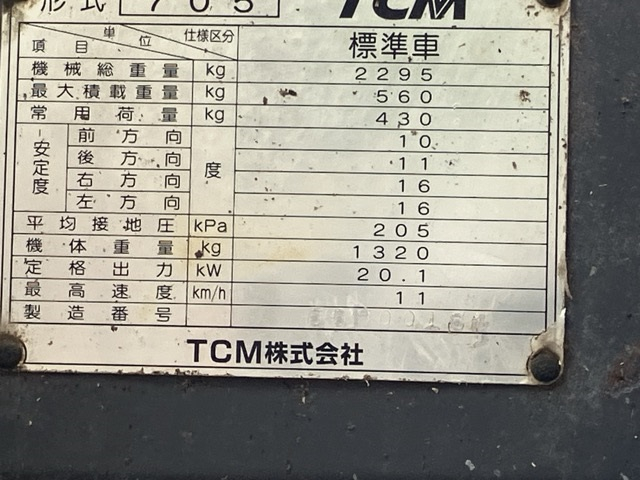 形式 705 TCM
項目 単位 仕様区分 標準車
機械総重量 kg 2295
最大積載重量 kg 560
常用荷量 kg 430
安定度 前方向 度 10
後方向 11
右方向 16
左方向 16
平均接地圧 kPa 205
機体重量 kg 1320
定格出力 kW 20.1
最高速度 km/h 11
製造番号
TCM株式会社